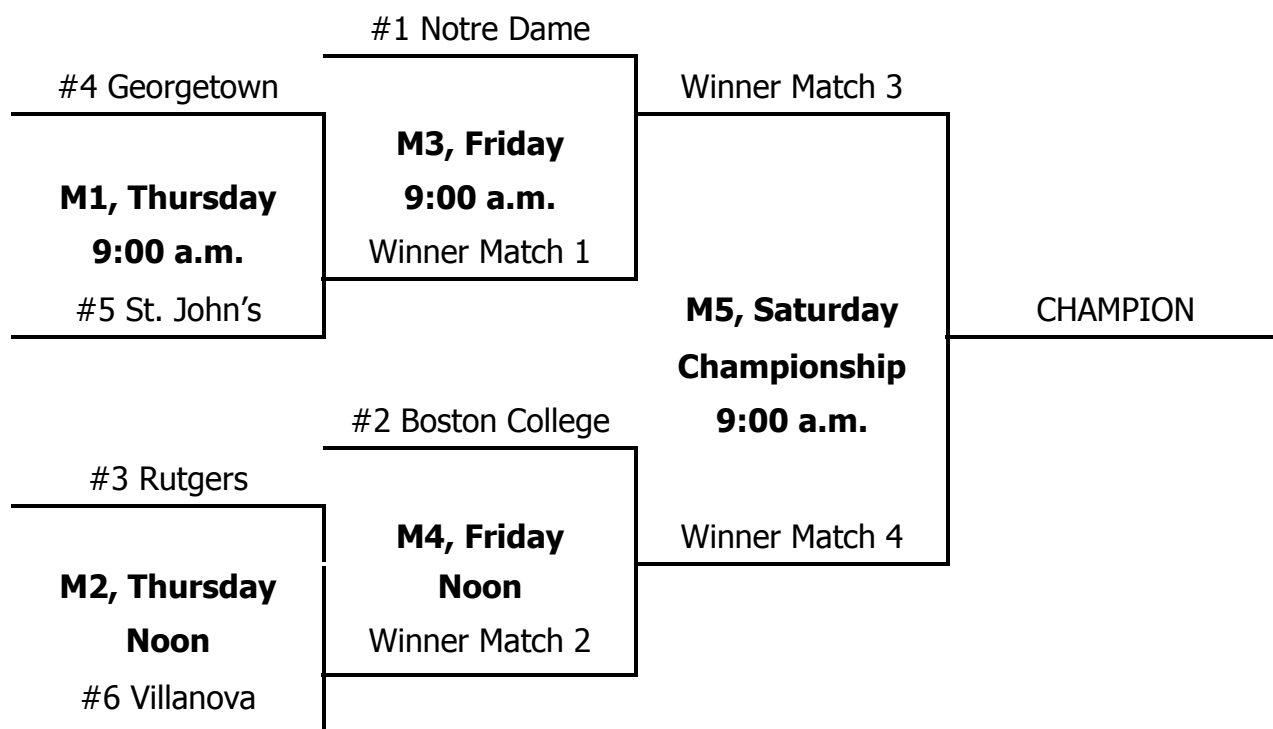 #1 Notre Dame
#4 Georgetown
Winner Match 3
M3, Friday
M1, Thursday
9:00 a.m.
9:00 a.m.
Winner Match 1
#5 St. John’s
M5, Saturday
CHAMPION
Championship
#2 Boston College
9:00 a.m.
#3 Rutgers
M4, Friday
Winner Match 4
M2, Thursday
Noon
Noon
Winner Match 2
#6 Villanova